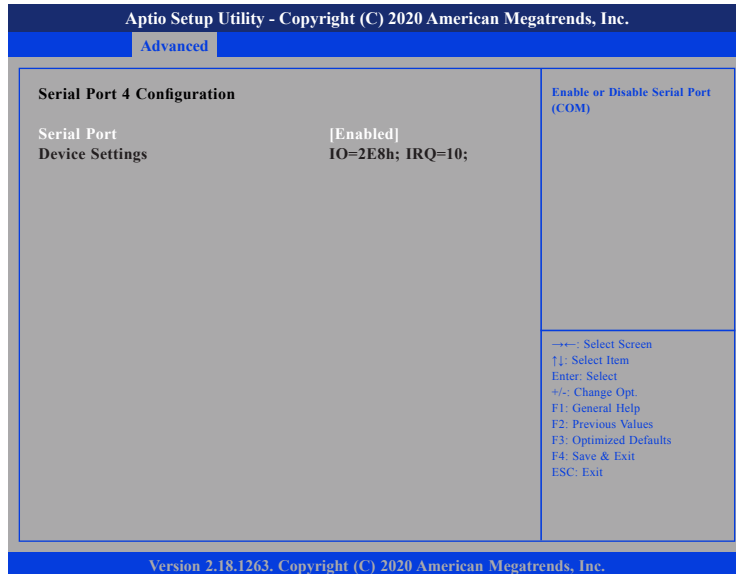 Aptio Setup Utility - Copyright (C) 2020 American Megatrends, Inc.
Advanced
Serial Port 4 Configuration
Serial Port [Enabled]
Device Settings IO=2E8h; IRQ=10;
Enable or Disable Serial Port
(COM)
→←: Select Screen
↑↓: Select Item
Enter: Select
+/-: Change Opt.
F1: General Help
F2: Previous Values
F3: Optimized Defaults
F4: Save & Exit
ESC: Exit
Version 2.18.1263. Copyright (C) 2020 American Megatrends, Inc.